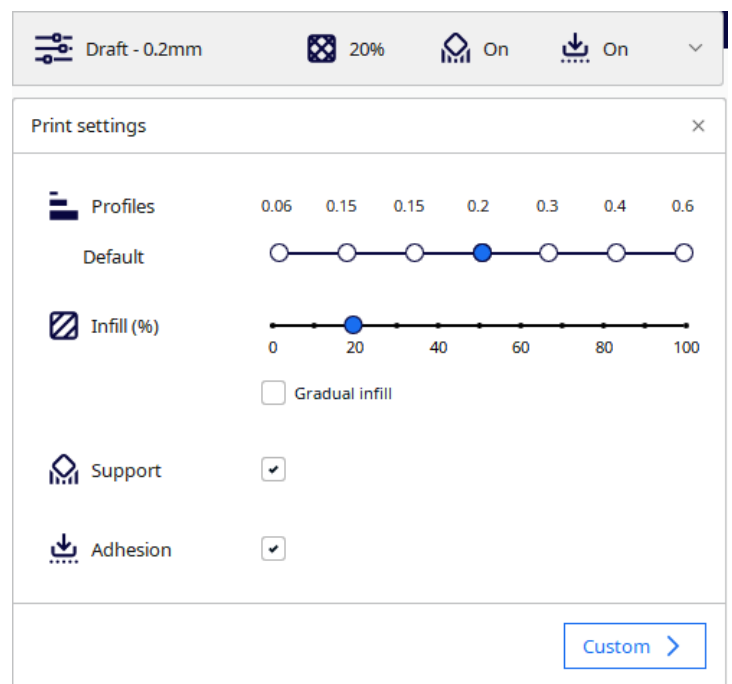 Draft - 0.2mm 20% On On
Print settings
Profiles 0.06 0.15 0.15 0.2 0.3 0.4 0.6
Default
Infill (%)
0 20 40 60 80 100
Gradual infill
Support
Adhesion
Custom